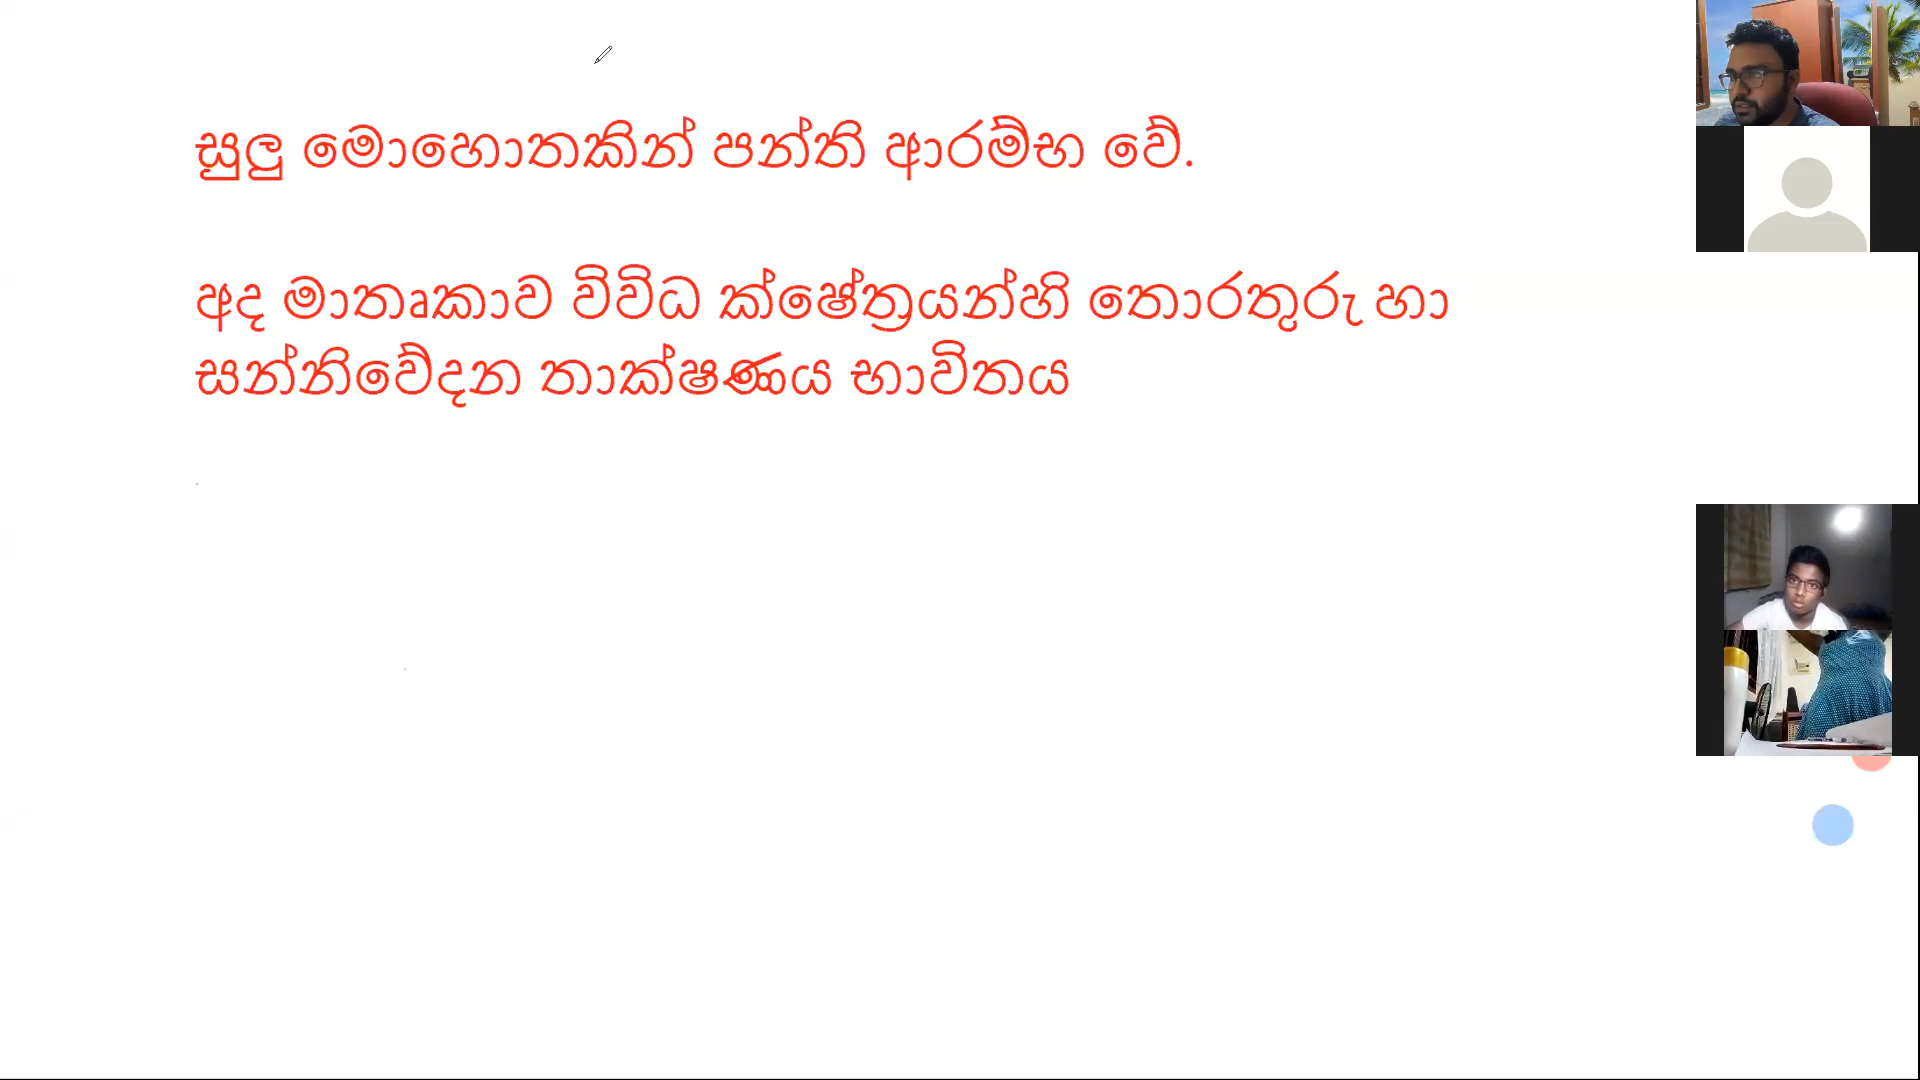 සුලු මොහොතකින් පන්ති ආරම්භ වේ.
අද මාතෘකාව විවිධ ක්ෂේත්‍රයන්හි තොරතුරු හා
සන්නිවේදන තාක්ෂණය භාවිතය